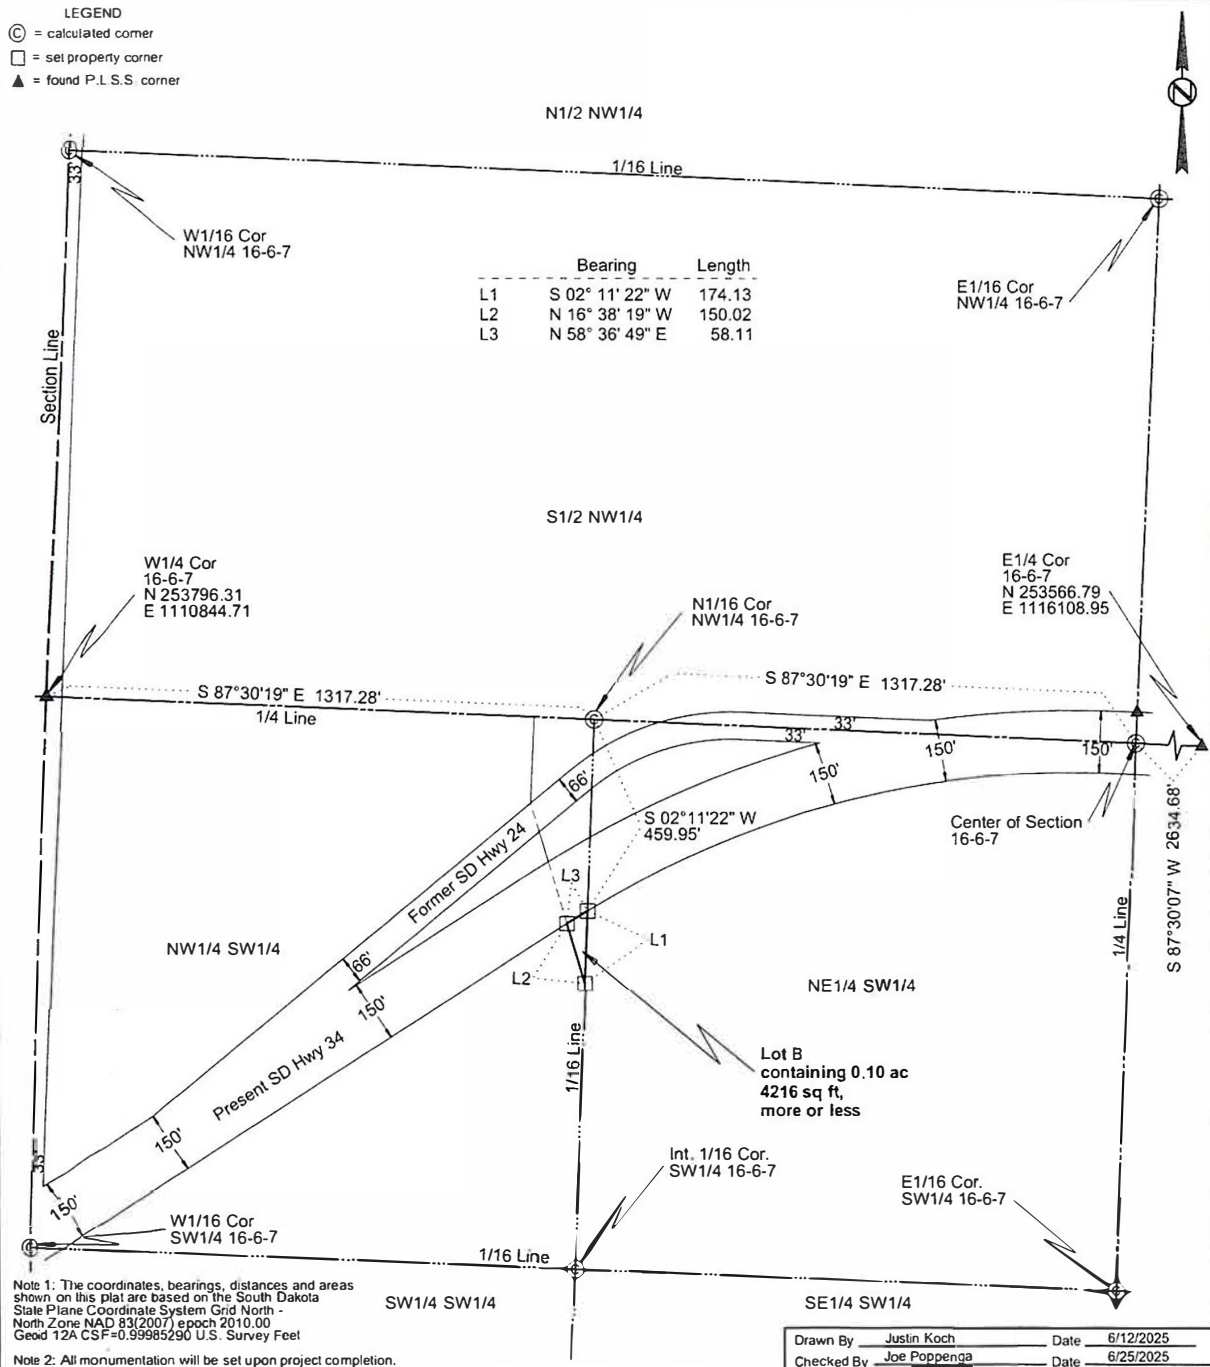 LEGEND
Ⓒ = calculated corner
□ = set property corner
▲ = found P.L.S.S. corner
N
N1/2 NW1/4
1/16 Line
33'
W1/16 Cor
NW1/4 16-6-7
E1/16 Cor
NW1/4 16-6-7
Bearing Length
L1 S 02° 11' 22" W 174.13
L2 N 16° 38' 19" W 150.02
L3 N 58° 36' 49" E 58.11
Section Line
S1/2 NW1/4
W1/4 Cor
16-6-7
N 253796.31
E 1110844.71
N1/16 Cor
NW1/4 16-6-7
E1/4 Cor
16-6-7
N 253566.79
E 1116108.95
S 87°30'19" E 1317.28'
1/4 Line
S 87°30'19" E 1317.28'
33'
33'
150'
150'
150'
66'
S 02°11'22" W
459.95'
Center of Section
16-6-7
S 87°30'07" W 2634.68'
1/4 Line
Former SD Hwy 24
L3
L1
L2
NW1/4 SW1/4
66'
150'
NE1/4 SW1/4
Present SD Hwy 34
1/16 Line
Lot B
containing 0.10 ac
4216 sq ft,
more or less
150'
33'
150'
Int. 1/16 Cor.
SW1/4 16-6-7
E1/16 Cor.
SW1/4 16-6-7
W1/16 Cor
SW1/4 16-6-7
1/16 Line
SW1/4 SW1/4
SE1/4 SW1/4
Note 1: The coordinates, bearings, distances and areas
shown on this plat are based on the South Dakota
State Plane Coordinate System Grid North -
North Zone NAD 83(2007) epoch 2010.00
Geoid 12A CSF=0.99985290 U.S. Survey Feet
Note 2: All monumentation will be set upon project completion.
Drawn By Justin Koch Date 6/12/2025
Checked By Joe Poppenga Date 6/25/2025